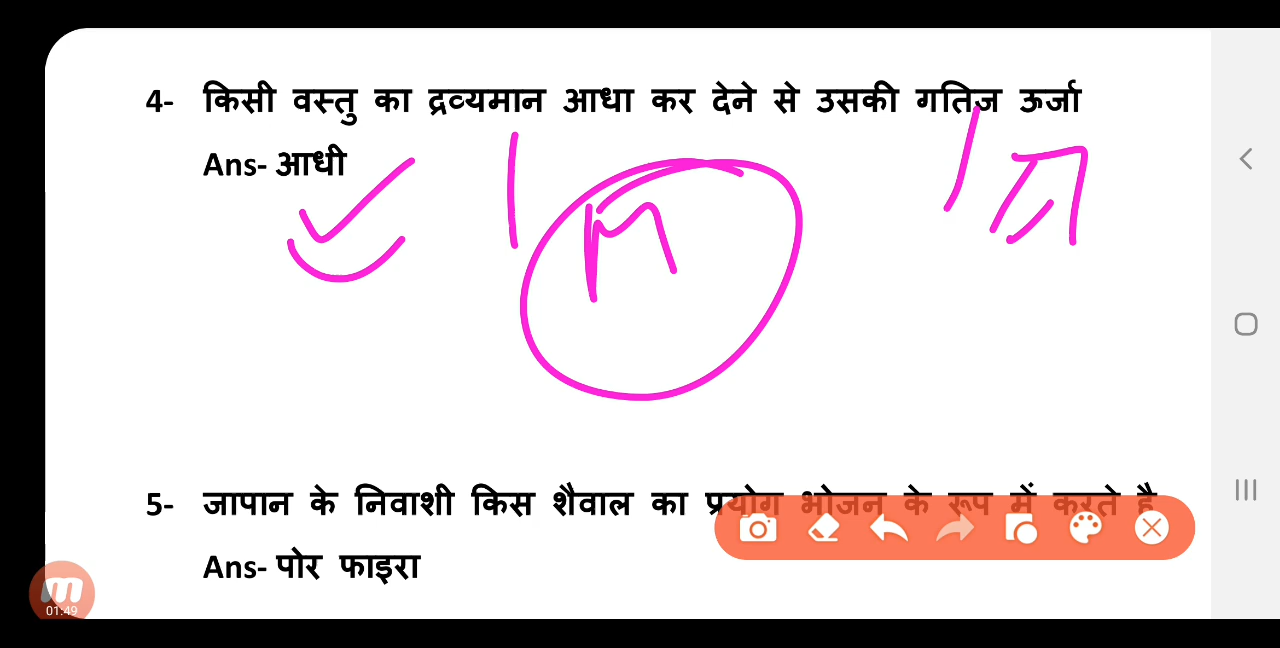 4- किसी वस्तु का द्रव्यमान आधा कर देने से उसकी गतिज ऊर्जा
Ans- आधी
5- जापान के निवाशी किस शैवाल का प्रयोग भोजन के रूप में करते है
Ans- पोर फाइरा
01:49